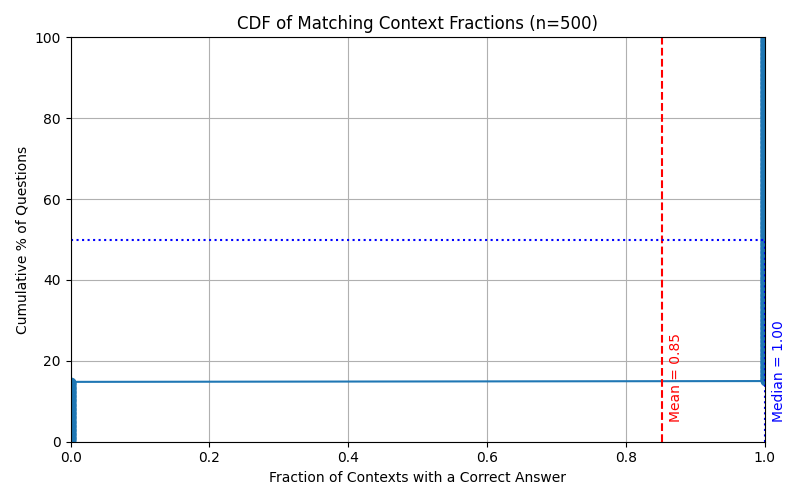 CDF of Matching Context Fractions (n=500)
Cumulative % of Questions
100
80
60
40
20
0
Mean = 0.85
Median = 1.00
0.0 0.2 0.4 0.6 0.8 1.0
Fraction of Contexts with a Correct Answer